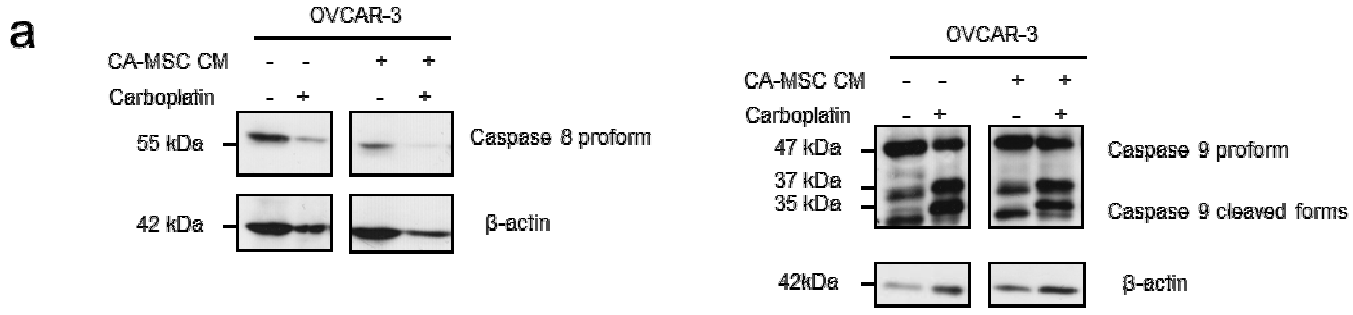 a
OVCAR-3
CA-MSC CM - - + +
Carboplatin - + - +
55 kDa
Caspase 8 proform
42 kDa
β-actin
OVCAR-3
CA-MSC CM - - + +
Carboplatin - + - +
47 kDa
Caspase 9 proform
37 kDa
35 kDa
Caspase 9 cleaved forms
42kDa
β-actin